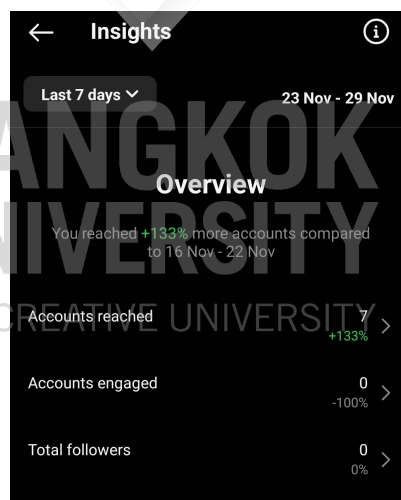 Insights
Last 7 days
23 Nov - 29 Nov
Overview
You reached +133% more accounts compared
to 16 Nov - 22 Nov
Accounts reached 7
+133%
Accounts engaged 0
-100%
Total followers 0
0%
ANGKOK
NIVERSITY
CREATIVE UNIVERSITY